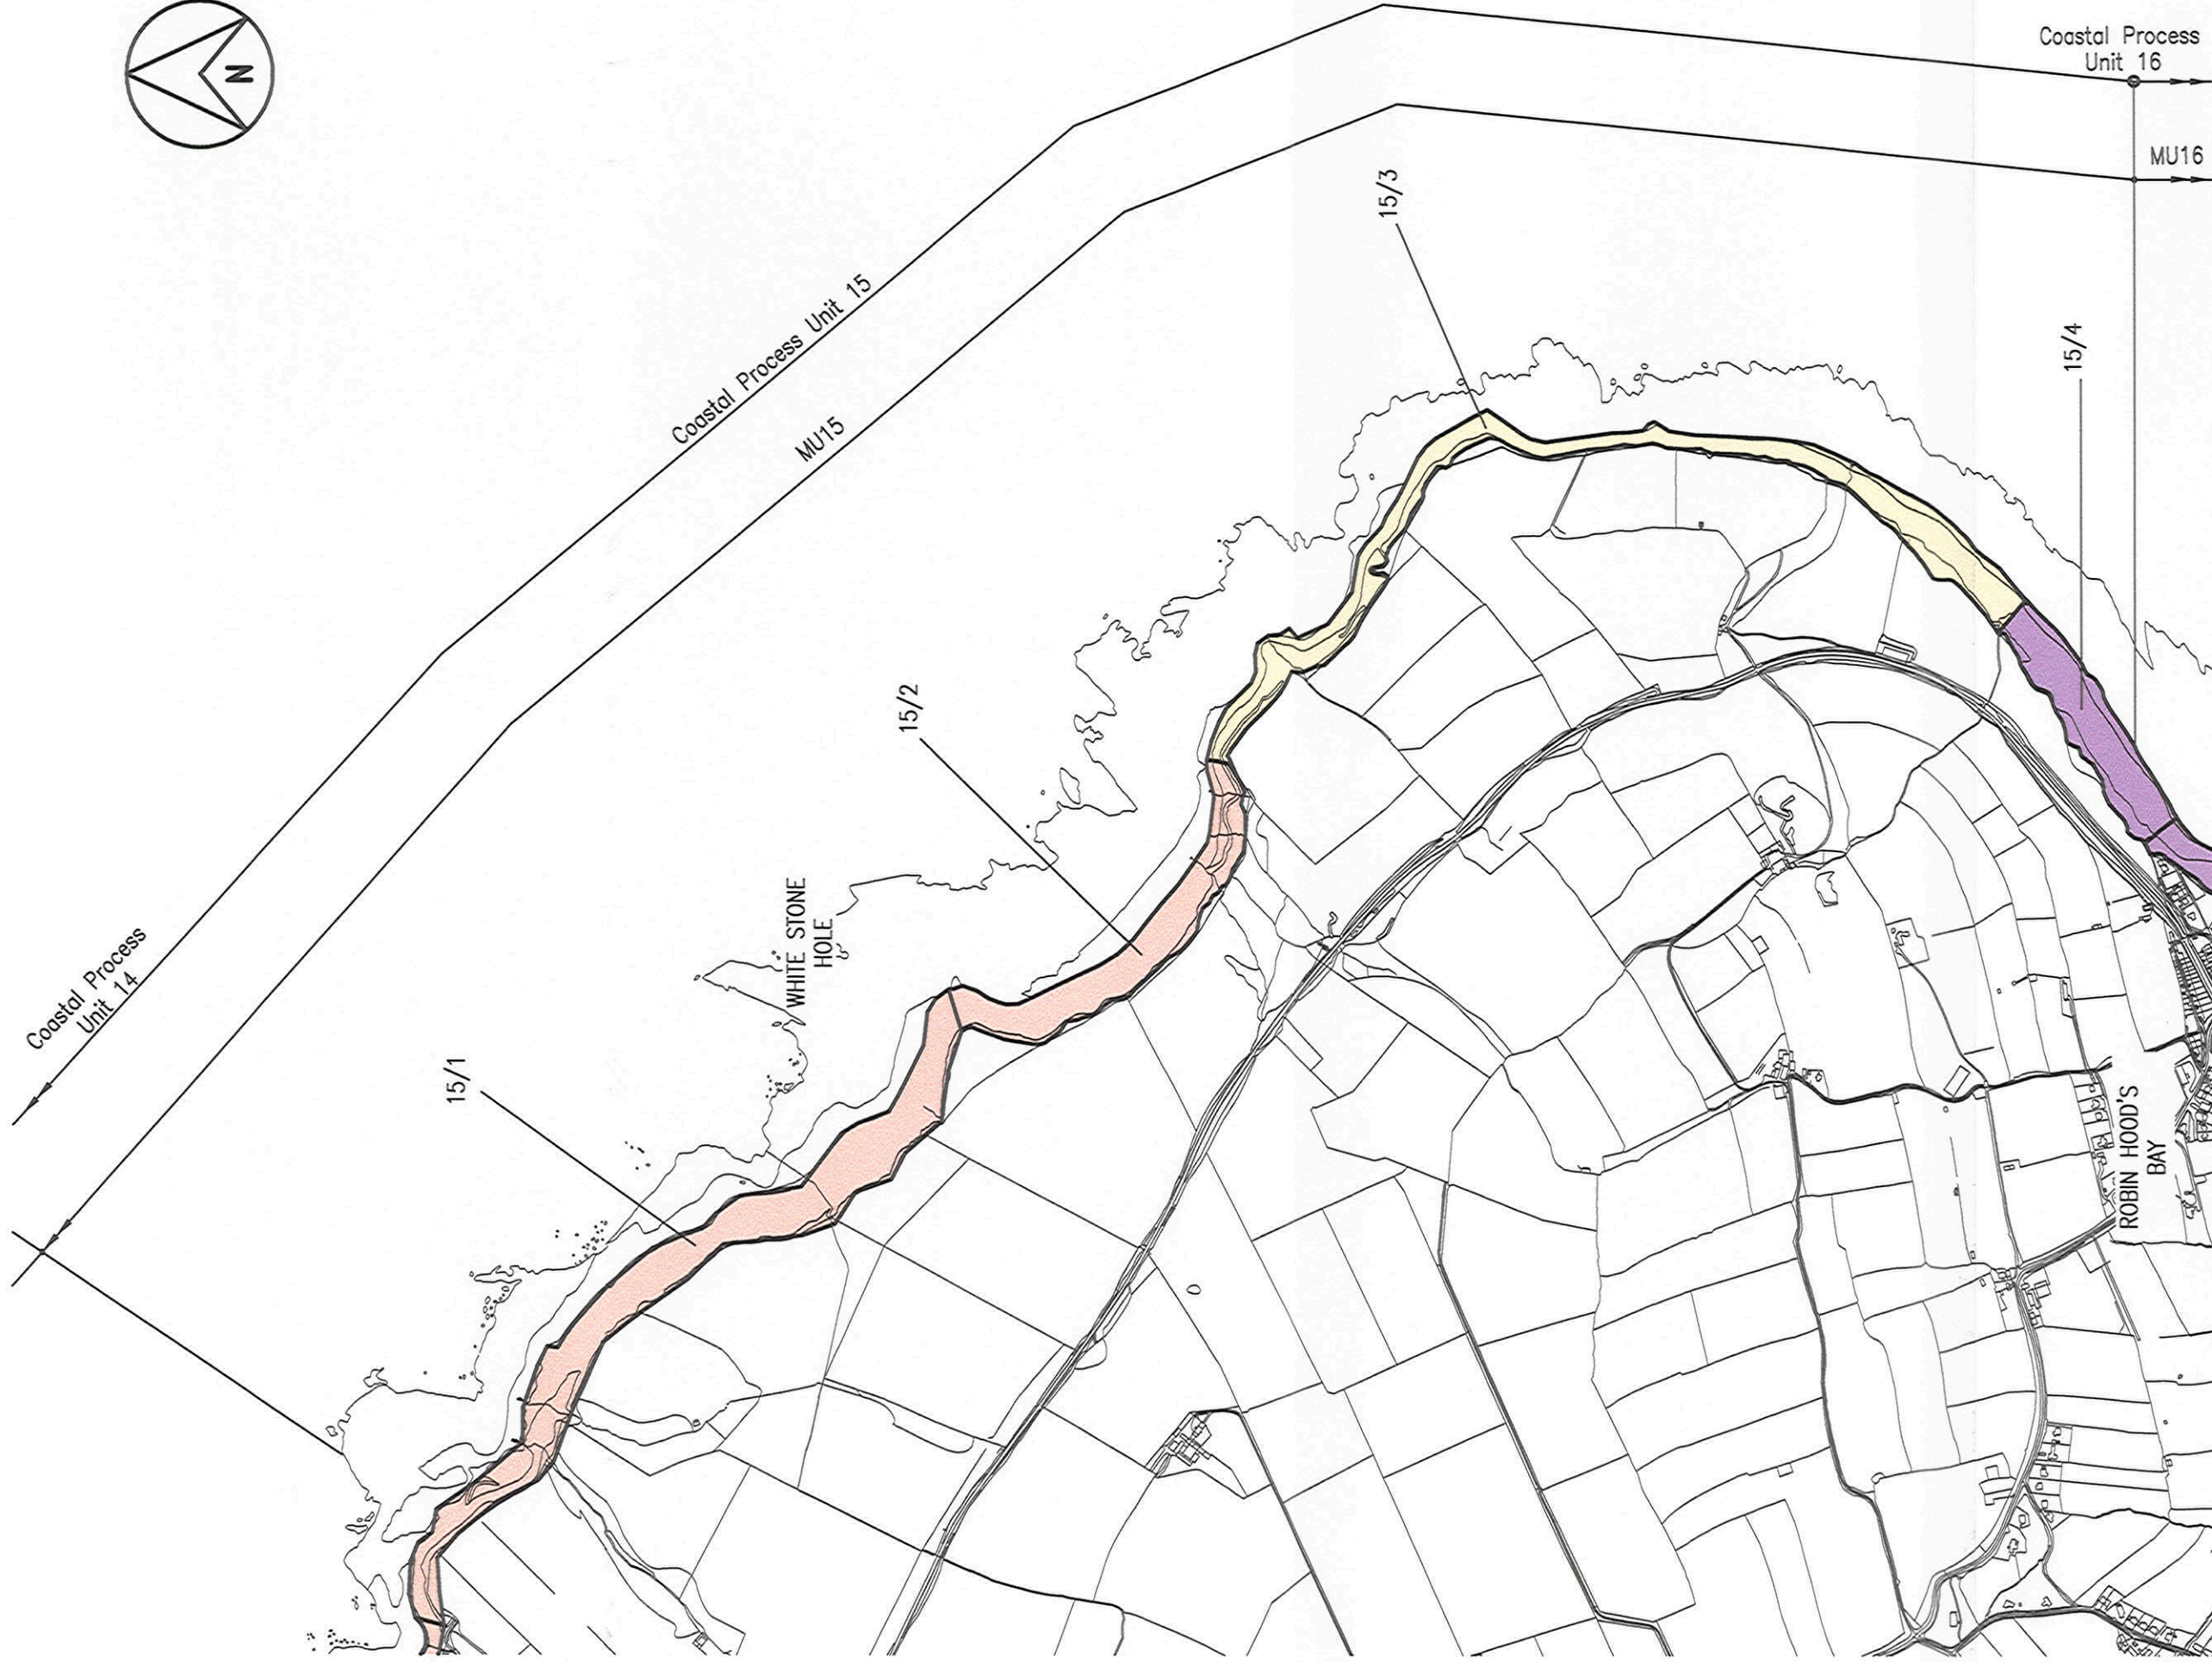 N
Coastal Process
Unit 16
MU16
15/3
Coastal Process Unit 15
MU15
15/4
15/2
WHITE STONE
HOLE
Coastal Process
Unit 14
15/1
ROBIN HOOD'S
BAY